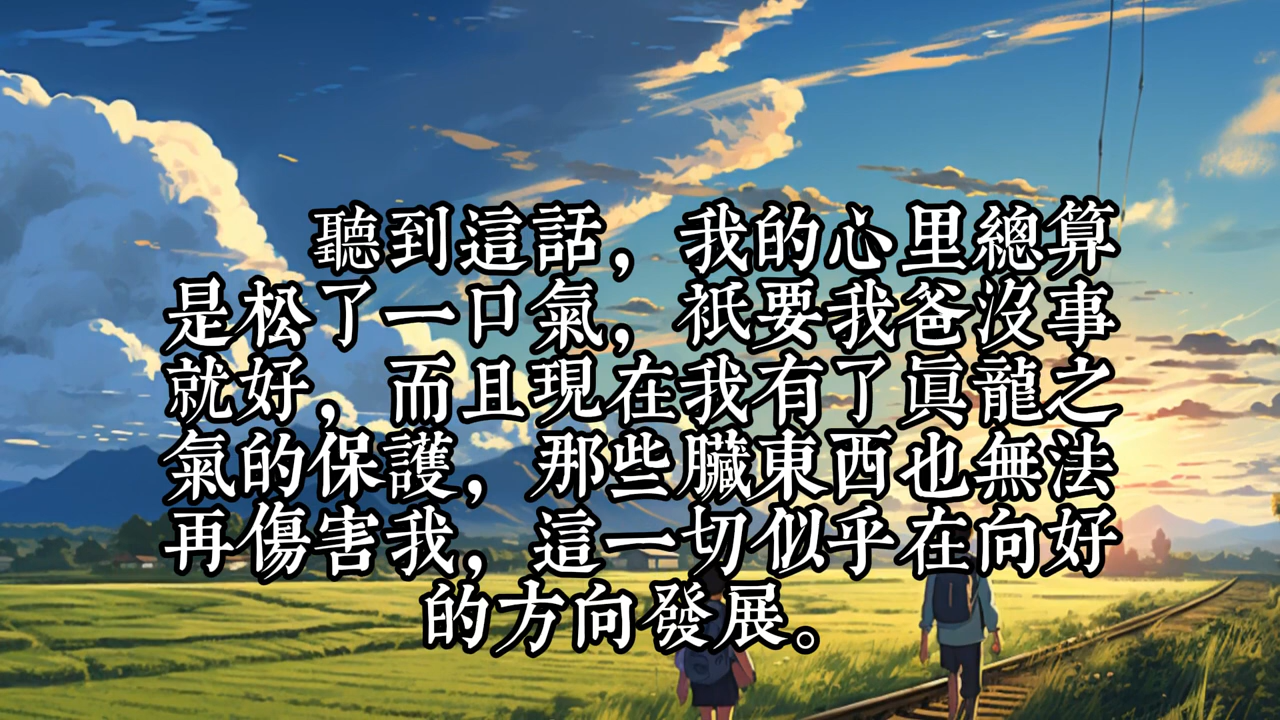 聽到這話，我的心里總算
是松了一口氣，衹要我爸沒事
就好，而且現在我有了眞龍之
氣的保護，那些臟東西也無法
再傷害我，這一切似乎在向好
的方向發展。